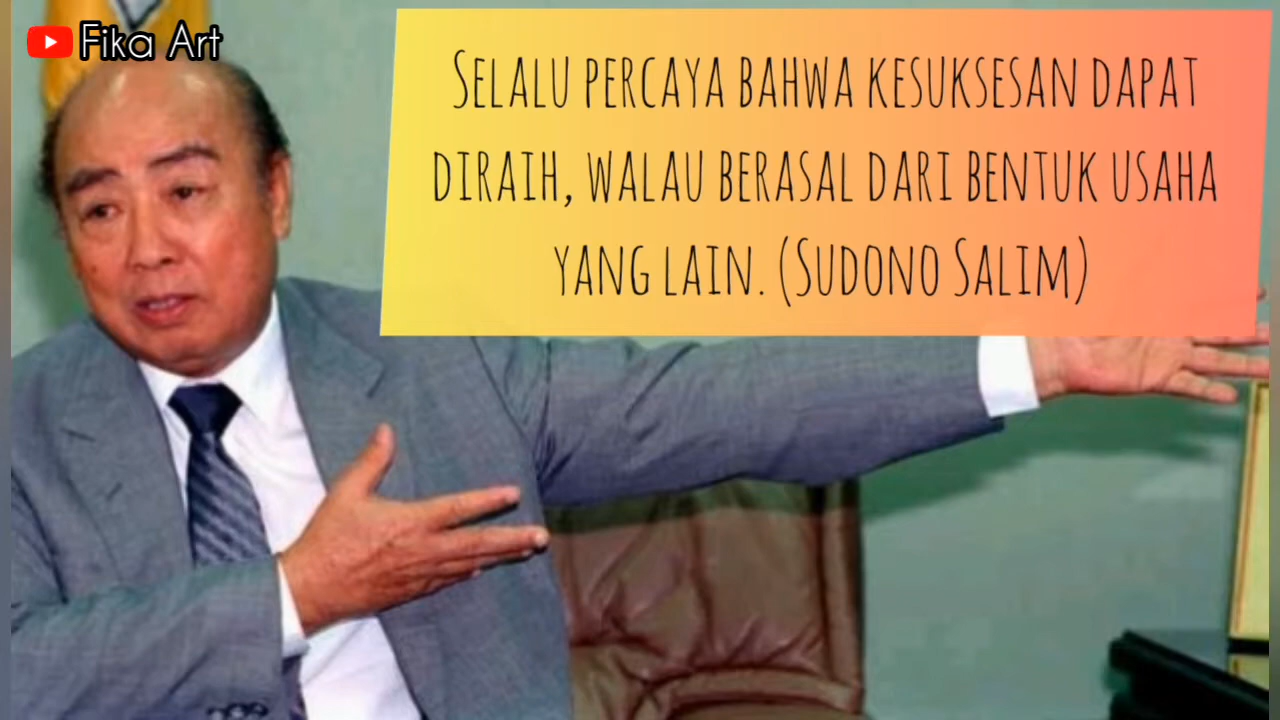 Fika Art
Selalu percaya bahwa kesuksesan dapat
diraih, walau berasal dari bentuk usaha
yang lain. (Sudono Salim)